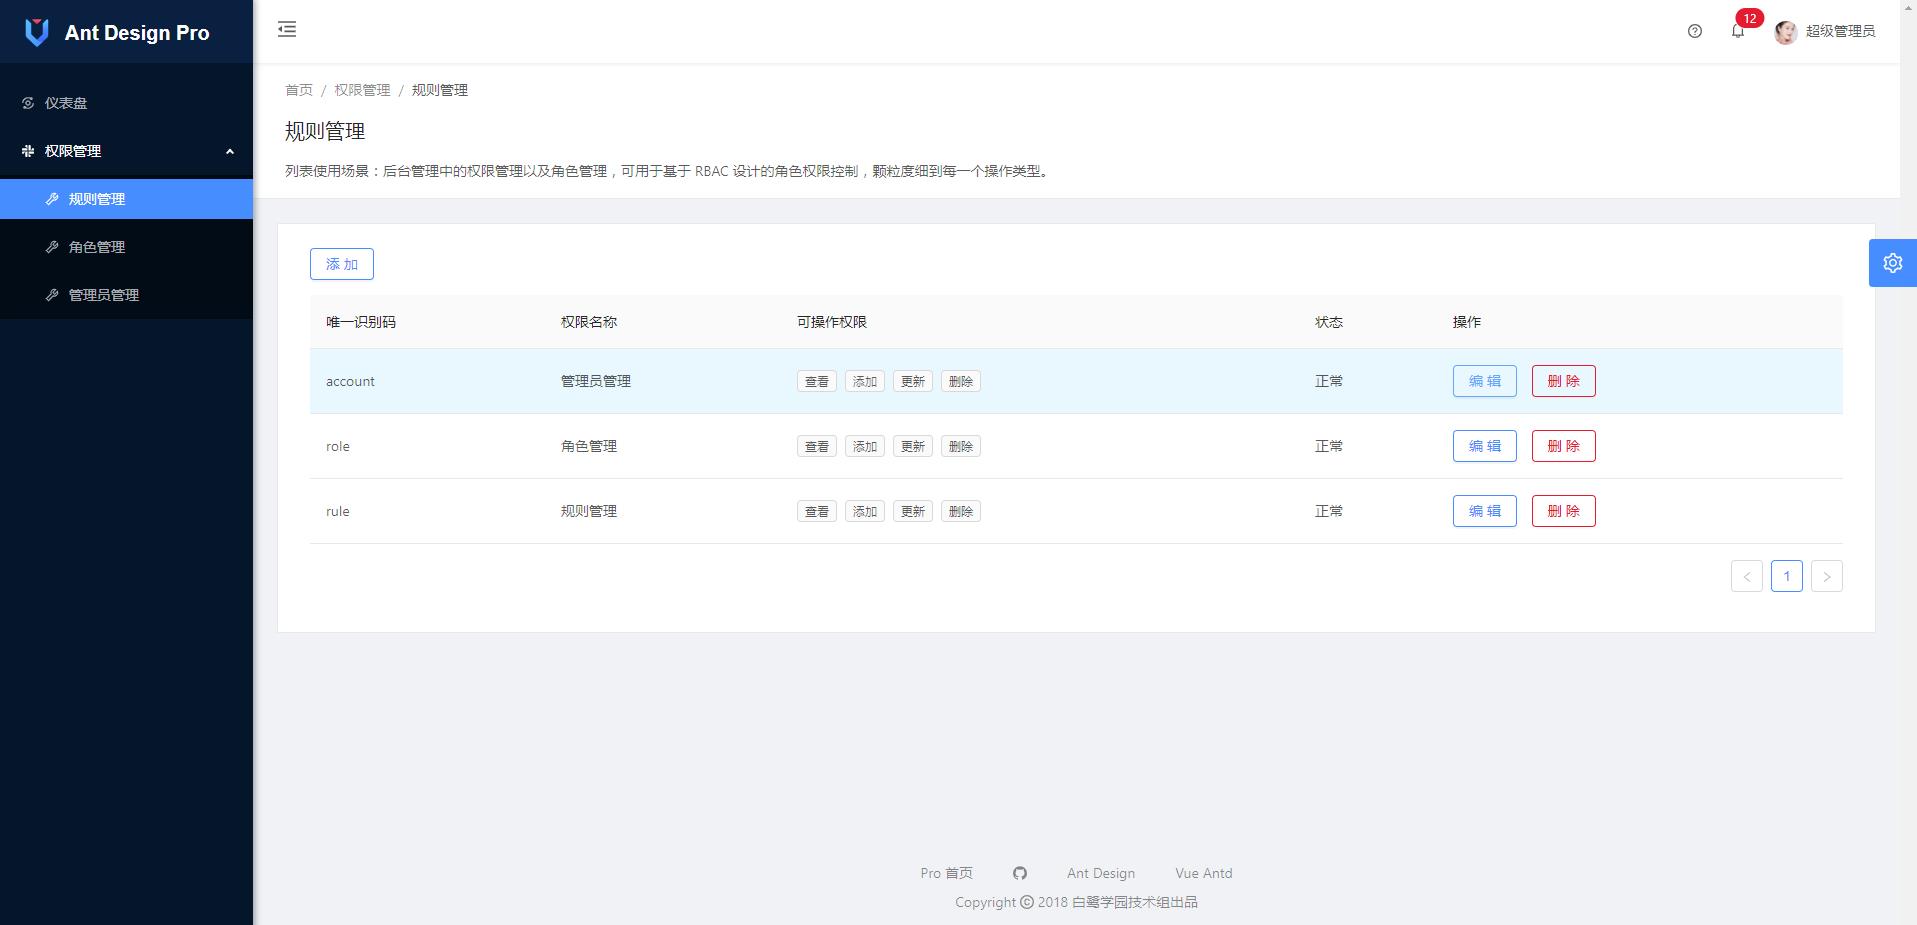 Ant Design Pro
仪表盘
权限管理
规则管理
角色管理
管理员管理
12
超级管理员
首页 / 权限管理 / 规则管理
规则管理
列表使用场景：后台管理中的权限管理以及角色管理，可用于基于 RBAC 设计的角色权限控制，颗粒度细到每一个操作类型。
添 加
唯一识别码 权限名称 可操作权限 状态 操作
account 管理员管理 查看 添加 更新 删除 正常 编 辑 删 除
role 角色管理 查看 添加 更新 删除 正常 编 辑 删 除
rule 规则管理 查看 添加 更新 删除 正常 编 辑 删 除
< 1 >
Pro 首页 Ant Design Vue Antd
Copyright © 2018 白鹭学园技术组出品